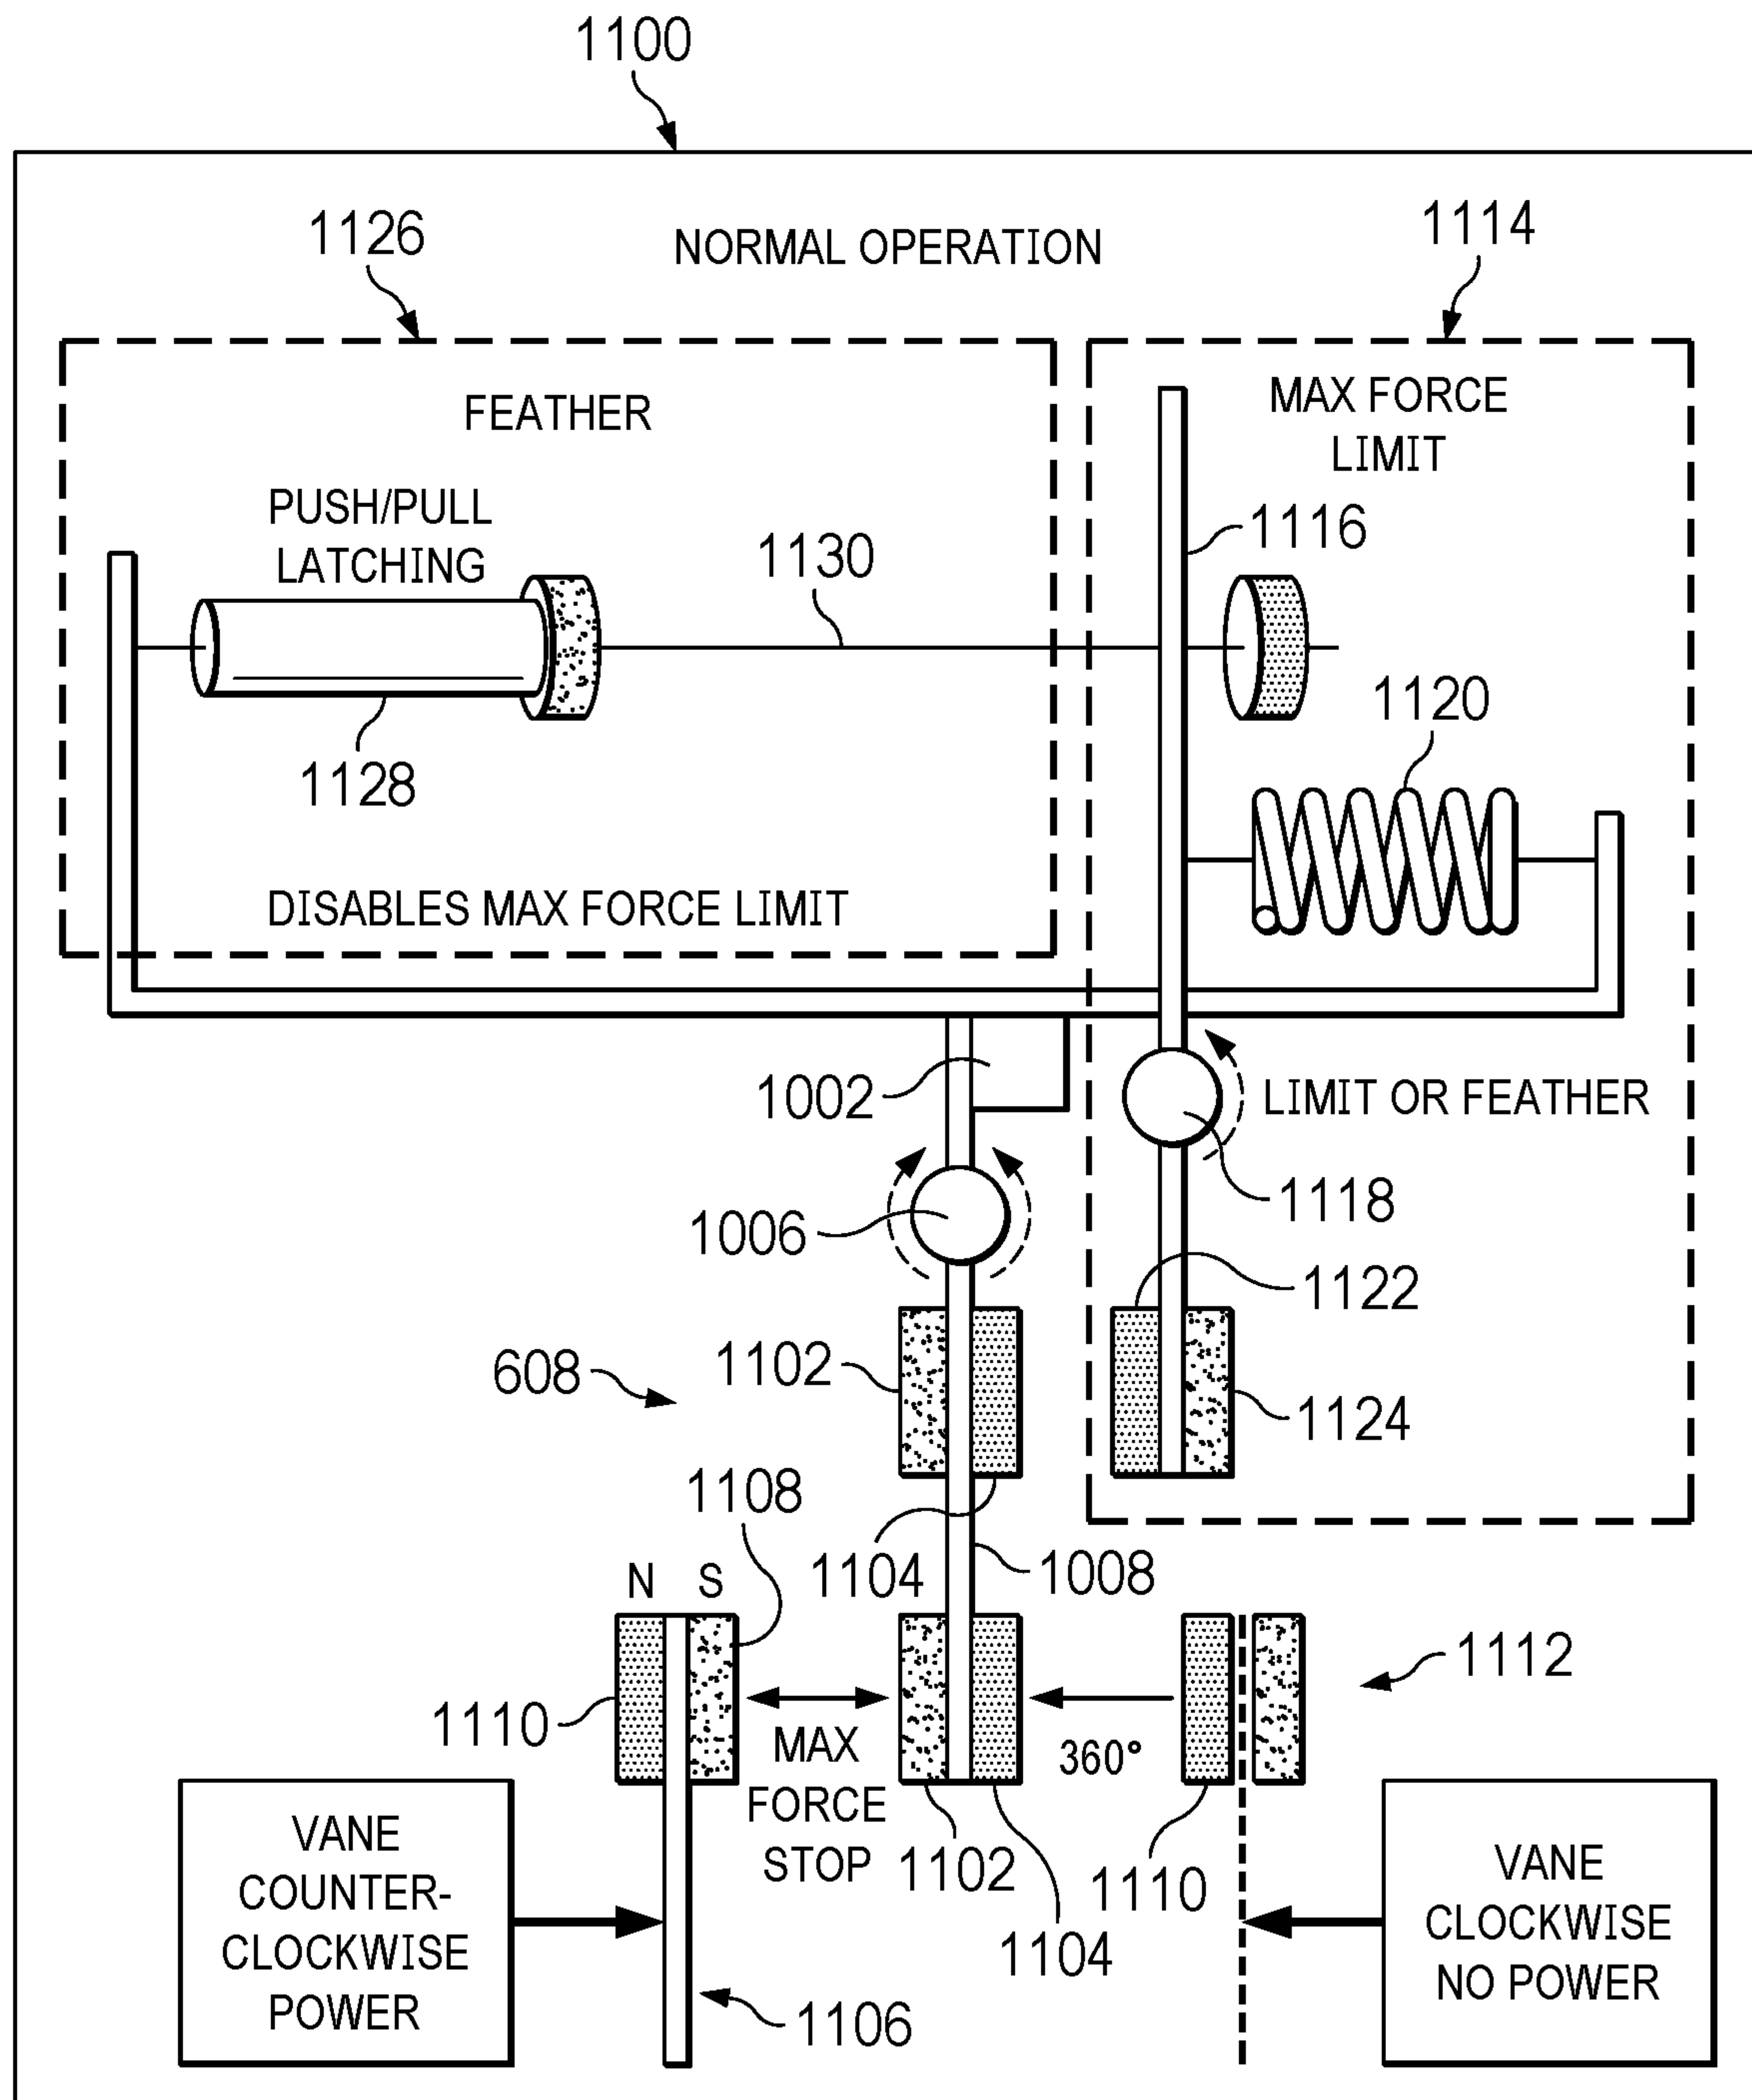 1100
NORMAL OPERATION
1126
1114
FEATHER
MAX FORCE
LIMIT
PUSH/PULL
LATCHING
1116
1130
1120
1128
DISABLES MAX FORCE LIMIT
1002
LIMIT OR FEATHER
1006
1118
1122
608
1102
1124
1108
1104
1008
N S
1112
1110
MAX
FORCE
STOP
360°
1102
1104
1110
VANE
COUNTER-
CLOCKWISE
POWER
1106
VANE
CLOCKWISE
NO POWER